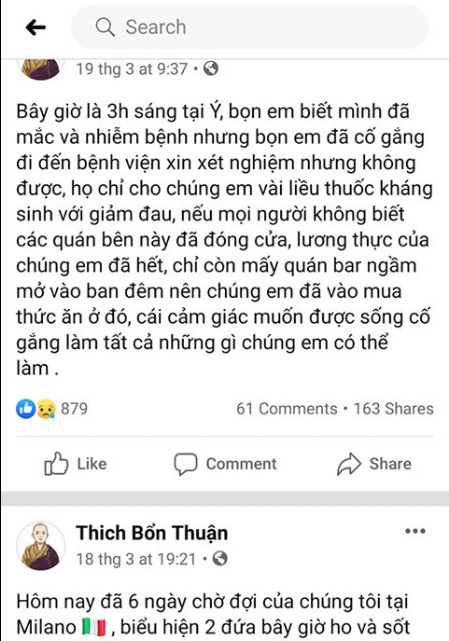 Search
19 thg 3 at 9:37 •
Bây giờ là 3h sáng tại Ý, bọn em biết mình đã
mắc và nhiễm bệnh nhưng bọn em đã cố gắng
đi đến bệnh viện xin xét nghiệm nhưng không
được, họ chỉ cho chúng em vài liều thuốc kháng
sinh với giảm đau, nếu mọi người không biết
các quán bên này đã đóng cửa, lương thực của
chúng em đã hết, chỉ còn mấy quán bar ngầm
mở vào ban đêm nên chúng em đã vào mua
thức ăn ở đó, cái cảm giác muốn được sống cố
gắng làm tất cả những gì chúng em có thể
làm .
879 61 Comments • 163 Shares
Like Comment Share
Thich Bổn Thuận
18 thg 3 at 19:21 •
Hôm nay đã 6 ngày chờ đợi của chúng tôi tại
Milano 🇮🇹 , biểu hiện 2 đứa bây giờ ho và sốt